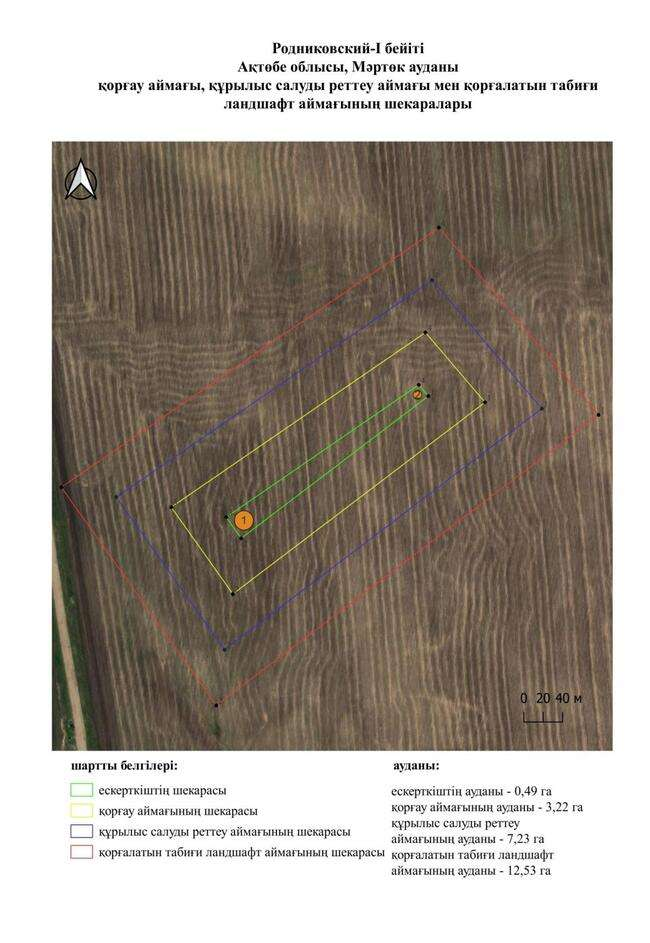 Родниковский-I бейіті
Ақтөбе облысы, Мәртөк ауданы
қорғау аймағы, құрылыс салуды реттеу аймағы мен қорғалатын табиғи
ландшафт аймағының шекаралары
1
0 20 40 м
шартты белгілері:
ескерткіштің шекарасы
қорғау аймағының шекарасы
құрылыс салуды реттеу аймағының шекарасы
қорғалатын табиғи ландшафт аймағының шекарасы
ауданы:
ескерткіштің ауданы - 0,49 га
қорғау аймағының ауданы - 3,22 га
құрылыс салуды реттеу
аймағының ауданы - 7,23 га
қорғалатын табиғи ландшафт
аймағының ауданы - 12,53 га